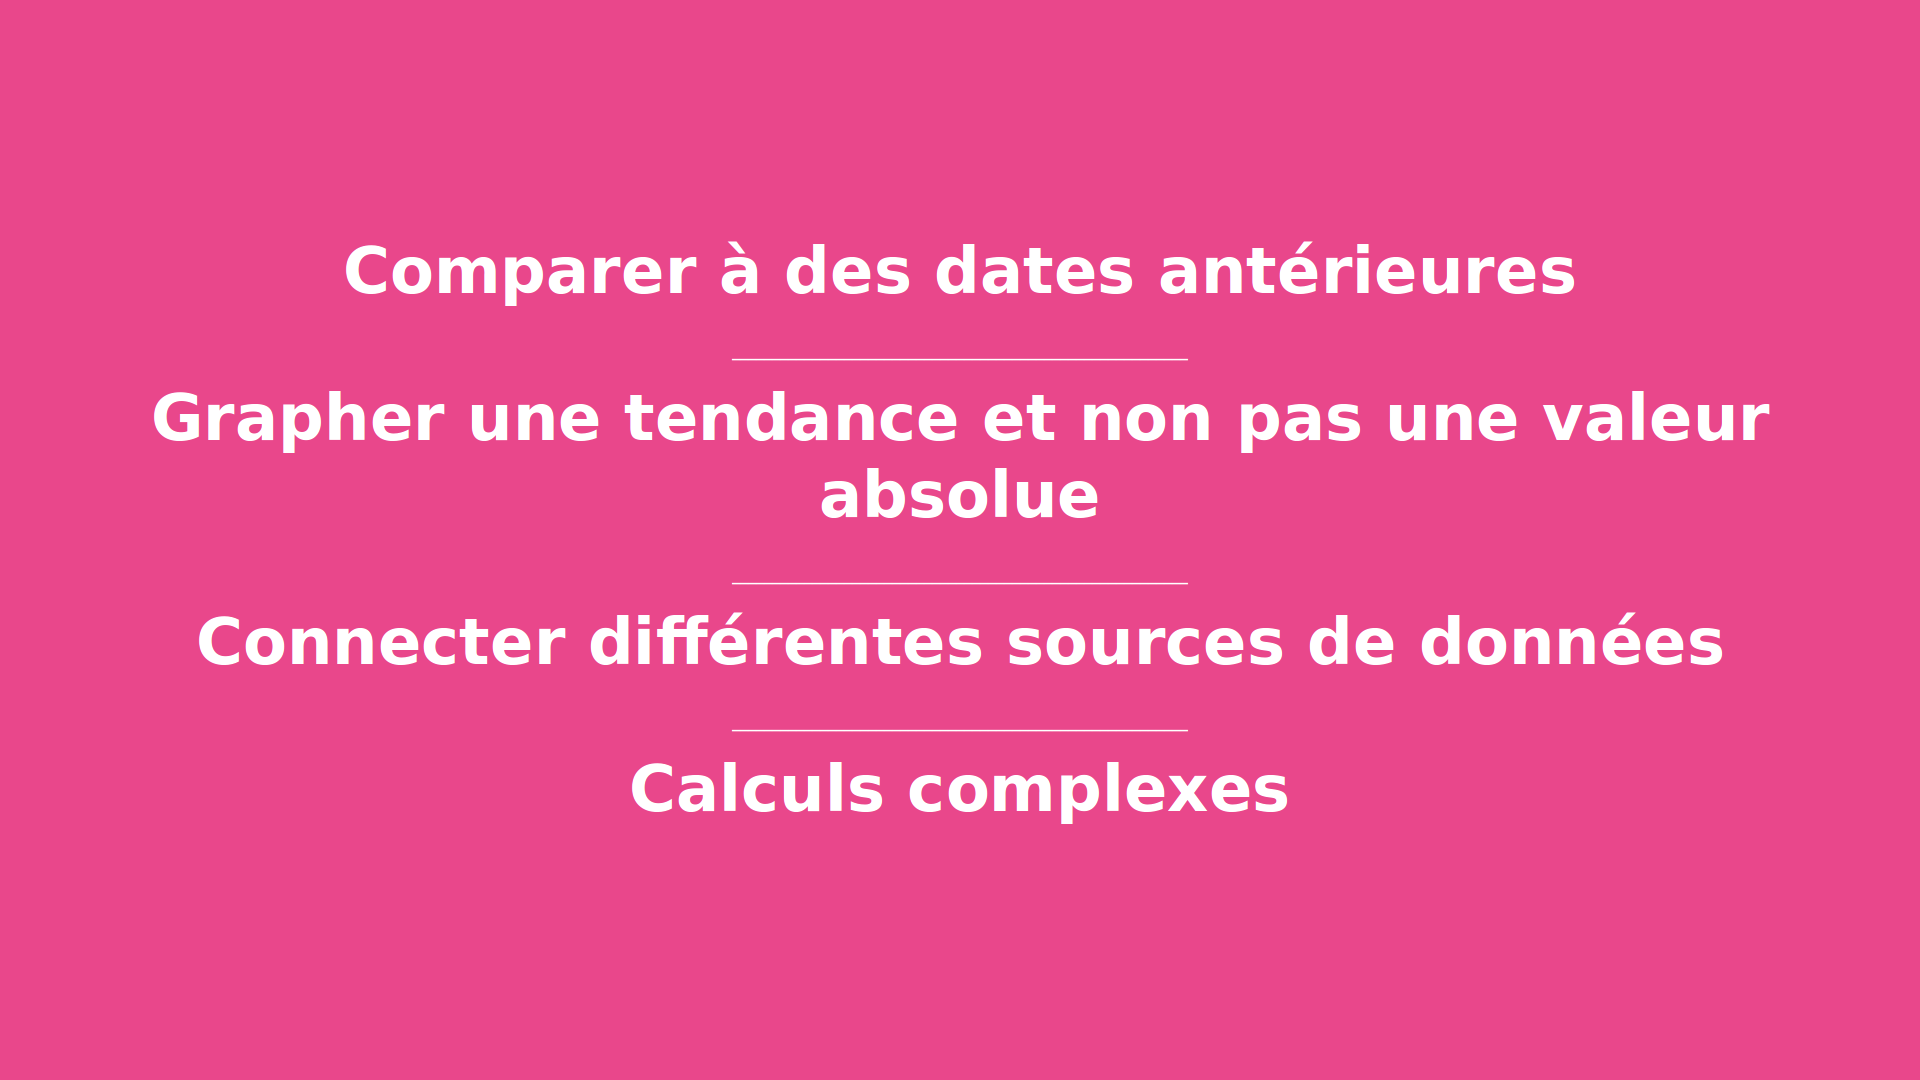 Comparer à des dates antérieures
Grapher une tendance et non pas une valeur
absolue
Connecter différentes sources de données
Calculs complexes